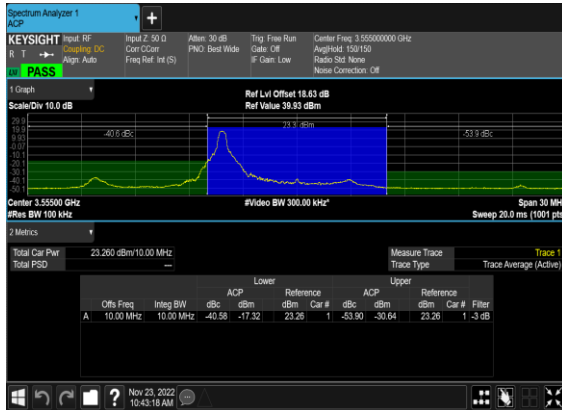 Spectrum Analyzer 1
ACP
+
KEYSIGHT
R T
LXI
PASS
Input: RF
Coupling: DC
Align: Auto
Input Z: 50 Ω
Corr CCorr
Freq Ref: Int (S)
Atten: 30 dB
PNO: Best Wide
Trig: Free Run
Gate: Off
IF Gain: Low
Center Freq: 3.555000000 GHz
Avg|Hold: 150/150
Radio Std: None
Noise Correction: Off
1 Graph
Scale/Div 10.0 dB
Ref Lvl Offset 18.63 dB
Ref Value 39.93 dBm
29.9
19.9
9.93
-0.07
-10.1
-20.1
-30.1
-40.1
-50.1
-40.6 dBc
23.3 dBm
-53.9 dBc
Center 3.55500 GHz
#Video BW 300.00 kHz*
Span 30 MH
#Res BW 100 kHz
Sweep 20.0 ms (1001 pts
2 Metrics
Total Car Pwr 23.260 dBm/10.00 MHz
Total PSD ---
Measure Trace Trace 1
Trace Type Trace Average (Active)
Lower Upper
ACP Reference ACP Reference
Offs Freq Integ BW dBc dBm dBm Car # dBc dBm dBm Car # Filter
A 10.00 MHz 10.00 MHz -40.58 -17.32 23.26 1 -53.90 -30.64 23.26 1 -3 dB
?
Nov 23, 2022
10:43:18 AM